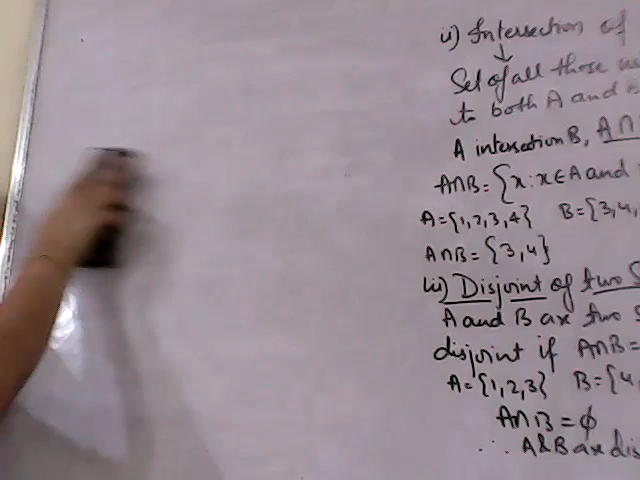 ii) Intersection of
Set of all those
to both A and B
A intersection B, A∩
A∩B = {x : x ∈ A and
A = {1, 2, 3, 4} B = {3, 4,
A∩B = {3, 4}
iii) Disjoint of two S
A and B are two S
disjoint if A∩B =
A = {1, 2, 3} B = {4,
A∩B = ϕ
∴ A & B are dis